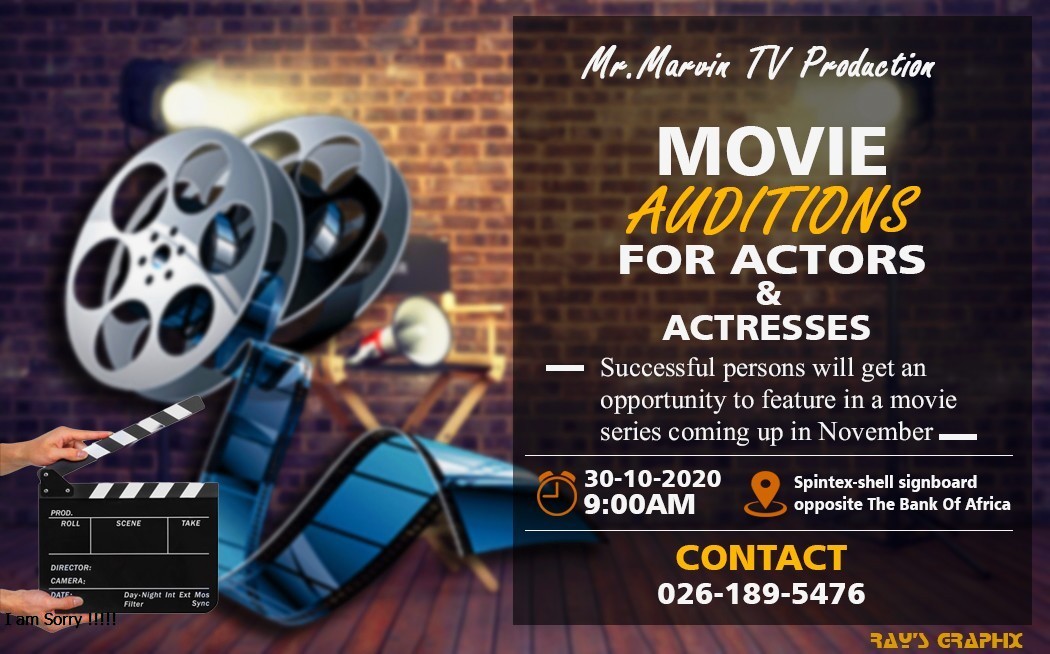 Mr.Marvin TV Production
MOVIE
AUDITIONS
FOR ACTORS
&
ACTRESSES
Successful persons will get an
opportunity to feature in a movie
series coming up in November
30-10-2020
9:00AM
Spintex-shell signboard
opposite The Bank Of Africa
CONTACT
026-189-5476
PROD.
ROLL SCENE TAKE
DIRECTOR:
CAMERA:
DATE: Day-Night Int Ext Mos
Filter Sync
I am Sorry !!!!!
RAY'S GRAPHX